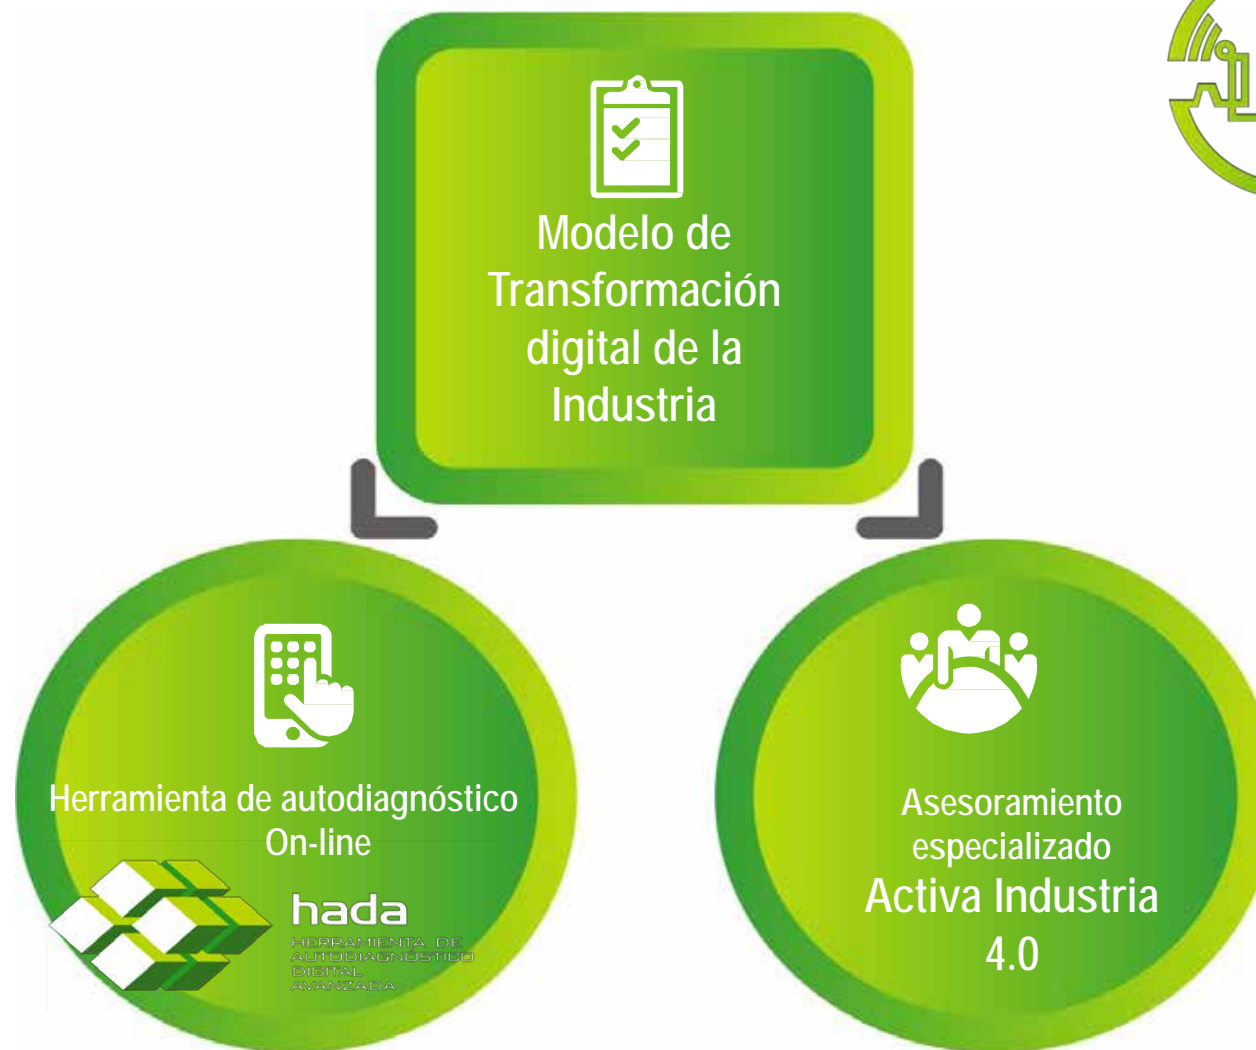 Modelo de
Transformación
digital de la
Industria
Herramienta de autodiagnóstico
On-line
hada
HERRAMIENTA DE
AUTODIAGNÓSTICO
DIGITAL
AVANZADA
Asesoramiento
especializado
Activa Industria
4.0